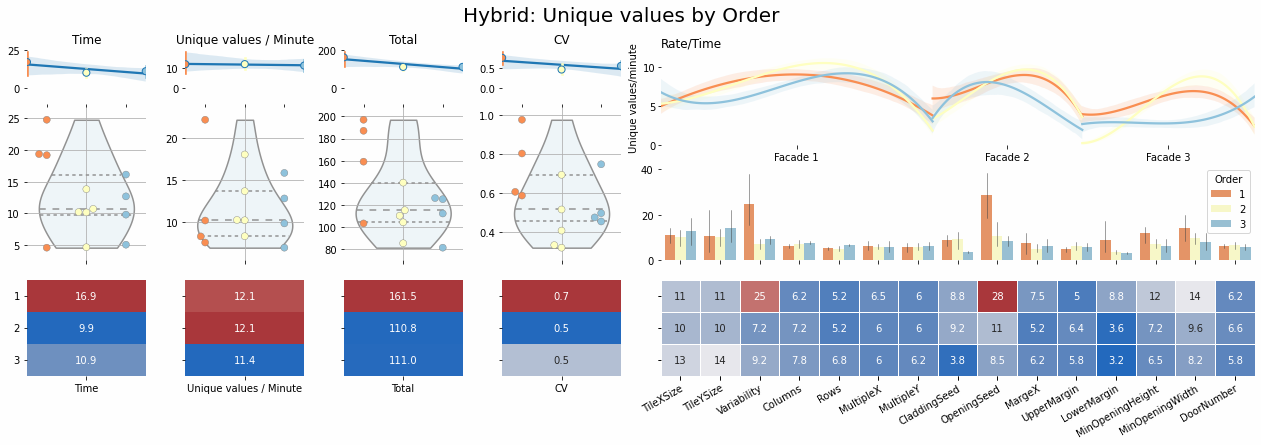 Hybrid: Unique values by Order
Time
25
0
Unique values / Minute
10
0
Total
200
0
CV
0.5
0.0
Rate/Time
Unique values/minute
10
5
0
Facade 1
Facade 2
Facade 3
25
20
15
10
5
20
10
200
180
160
140
120
100
80
1.0
0.8
0.6
0.4
40
20
0
Order
1
2
3
1
2
3
16.9
9.9
10.9
Time
12.1
12.1
11.4
Unique values / Minute
161.5
110.8
111.0
Total
0.7
0.5
0.5
CV
11 11 25 6.2 5.2 6.5 6 8.8 28 7.5 5 8.8 12 14 6.2
10 10 7.2 7.2 5.2 6 6 9.2 11 5.2 6.4 3.6 7.2 9.6 6.6
13 14 9.2 7.8 6.8 6 6.2 3.8 8.5 6.2 5.8 3.2 6.5 8.2 5.8
TileXSize
TileYSize
Variability
Columns
Rows
MultipleX
MultipleY
CladdingSeed
OpeningSeed
MargeX
UpperMargin
LowerMargin
MinOpeningHeight
MinOpeningWidth
DoorNumber